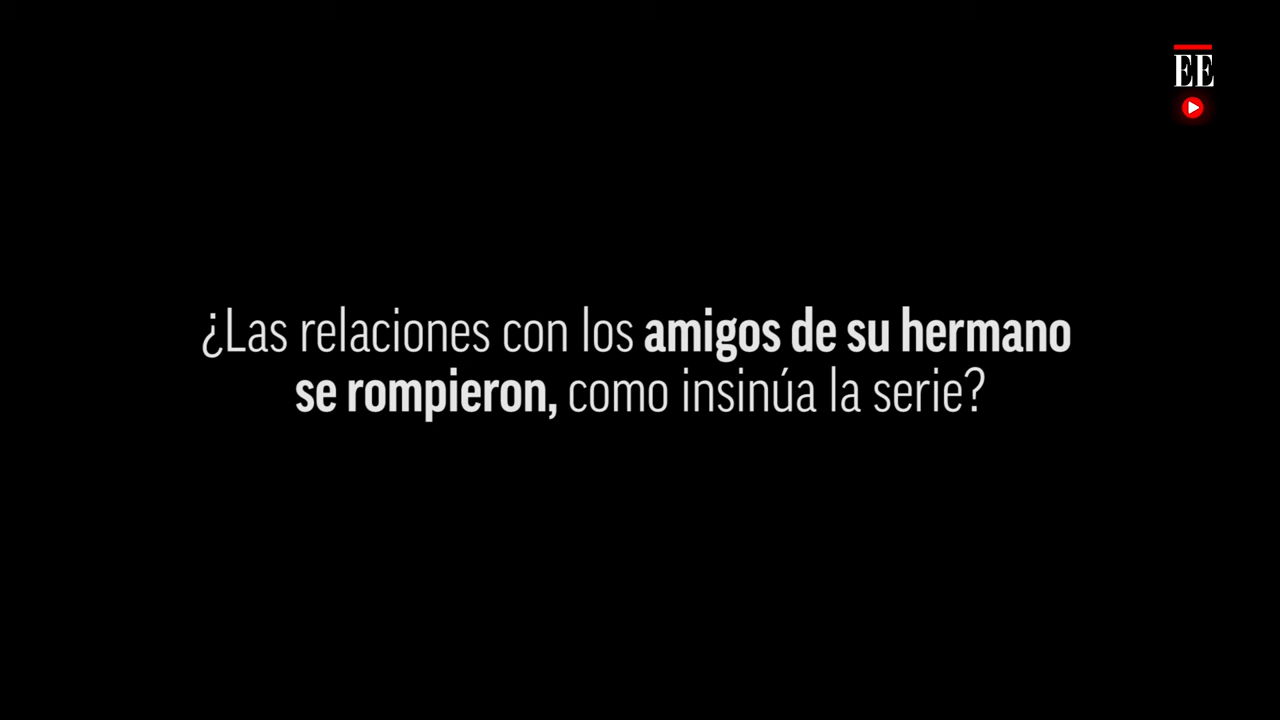 EE
¿Las relaciones con los amigos de su hermano
se rompieron, como insinúa la serie?